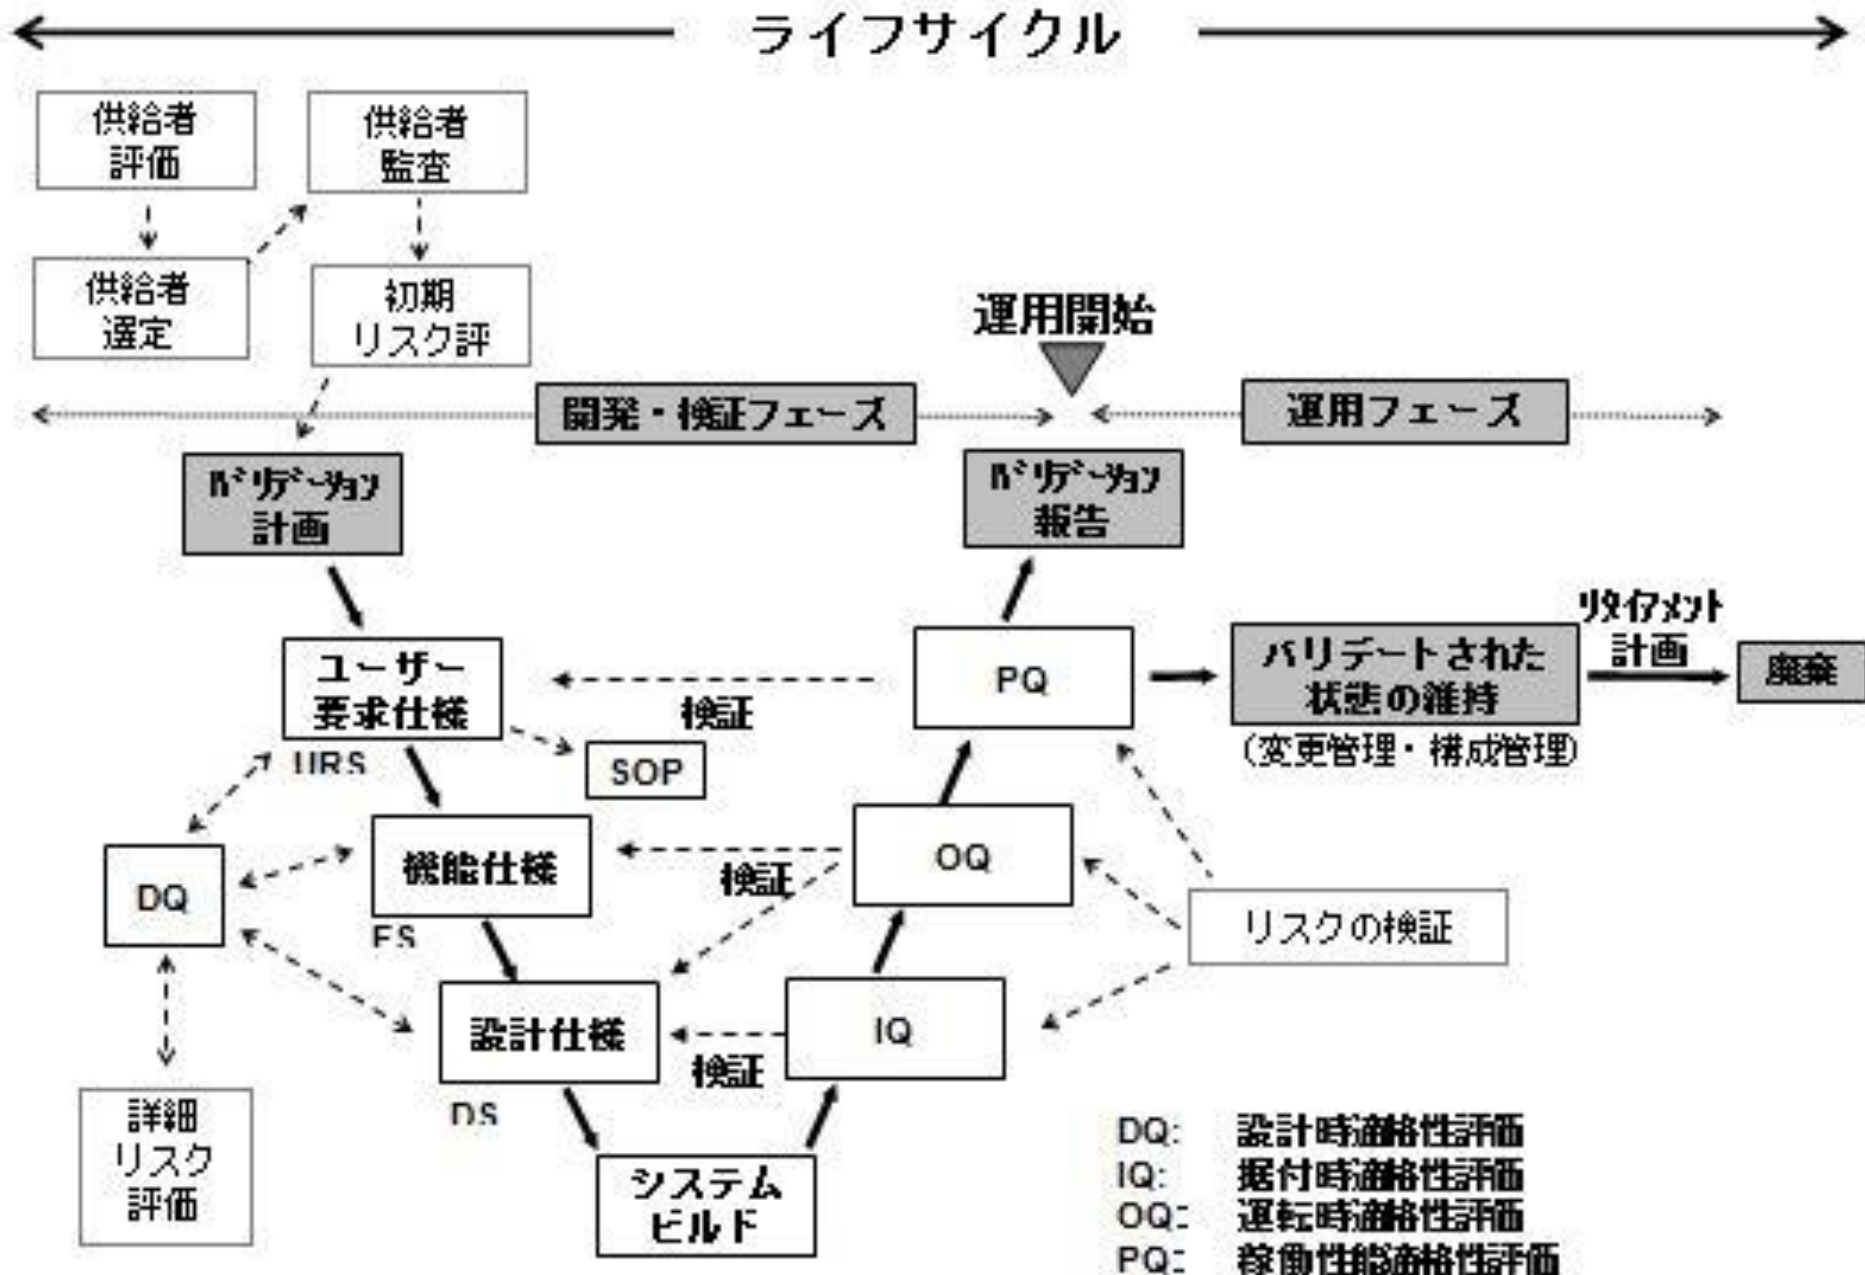 ライフサイクル
供給者
評価
供給者
監査
供給者
選定
初期
リスク評
運用開始
開発・検証フェーズ
運用フェーズ
ﾊﾞﾘﾃﾞｰｼｮﾝ
計画
ﾊﾞﾘﾃﾞｰｼｮﾝ
報告
ユーザー
要求仕様
URS
検証
PQ
バリデートされた
状態の維持
(変更管理・構成管理)
ﾘﾀｲｱﾒﾝﾄ
計画
廃棄
SOP
DQ
機能仕様
FS
検証
OQ
リスクの検証
設計仕様
DS
検証
IQ
詳細
リスク
評価
システム
ビルド
DQ: 設計時適格性評価
IQ: 据付時適格性評価
OQ: 運転時適格性評価
PQ: 稼働性能適格性評価